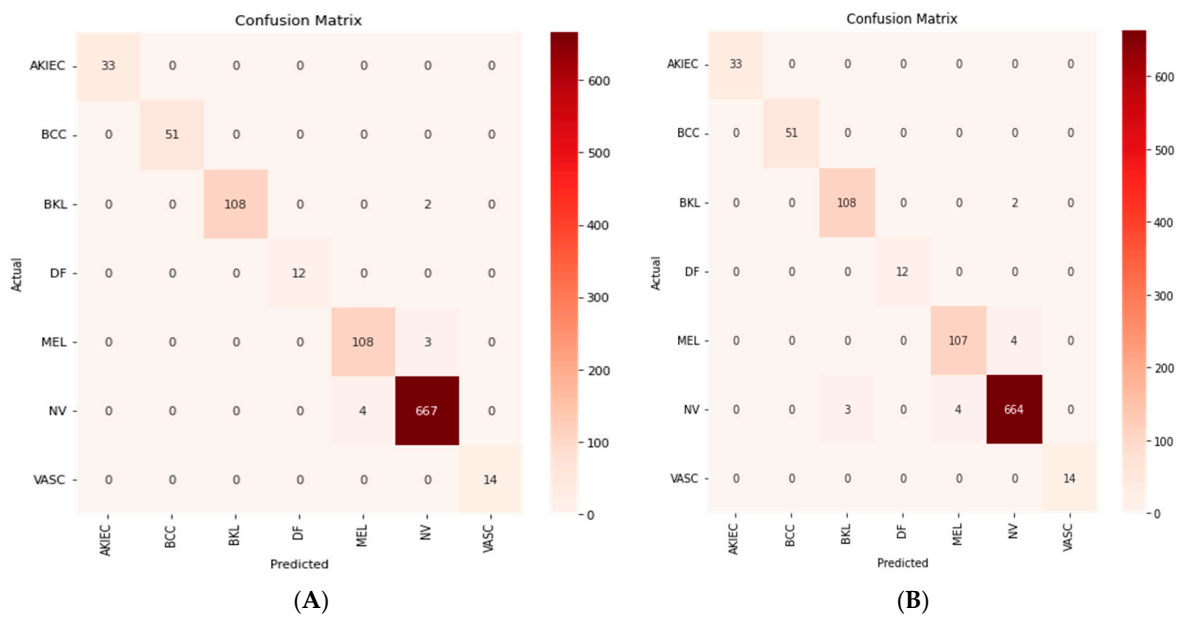 Confusion Matrix
AKIEC 33 0 0 0 0 0 0
BCC 0 51 0 0 0 0 0
BKL 0 0 108 0 0 2 0
DF 0 0 0 12 0 0 0
MEL 0 0 0 0 108 3 0
NV 0 0 0 0 4 667 0
VASC 0 0 0 0 0 0 14
AKIEC BCC BKL DF MEL NV VASC
Predicted
Actual
600
500
400
300
200
100
0
(A)
Confusion Matrix
AKIEC 33 0 0 0 0 0 0
BCC 0 51 0 0 0 0 0
BKL 0 0 108 0 0 2 0
DF 0 0 0 12 0 0 0
MEL 0 0 0 0 107 4 0
NV 0 0 3 0 4 664 0
VASC 0 0 0 0 0 0 14
AKIEC BCC BKL DF MEL NV VASC
Predicted
Actual
600
500
400
300
200
100
0
(B)